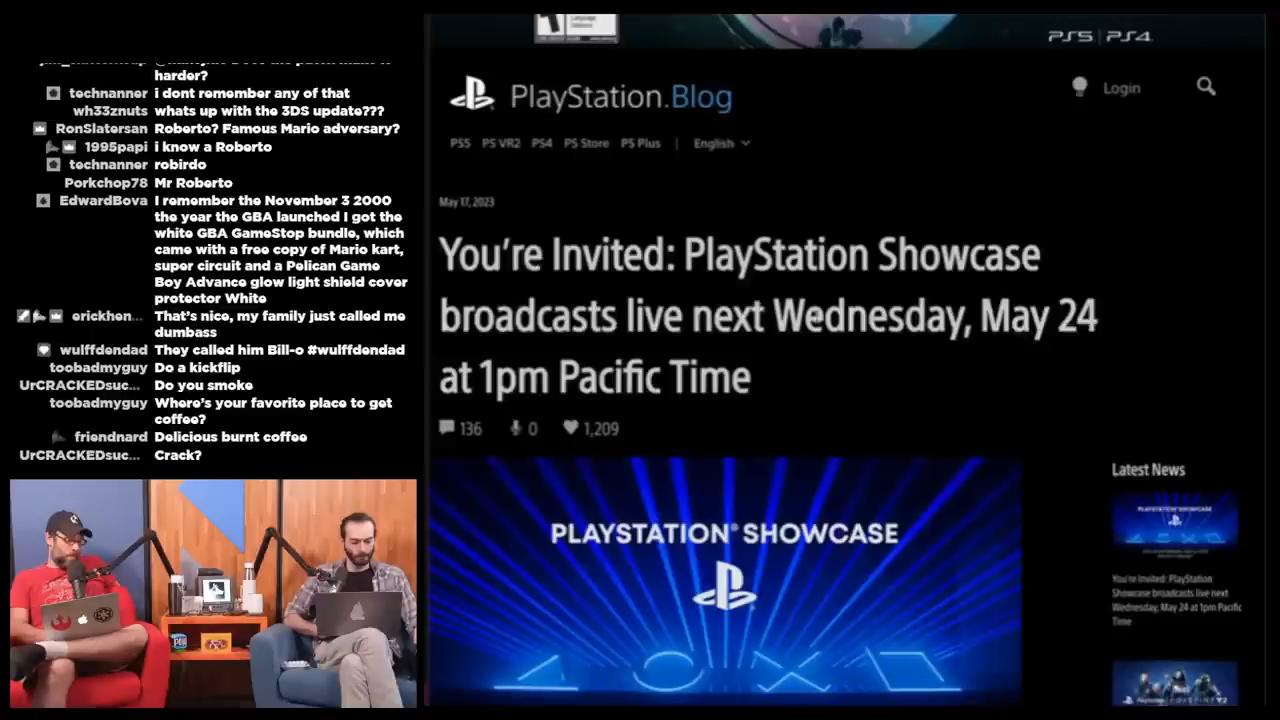 harder?
technanner i dont remember any of that
wh33znuts whats up with the 3DS update???
RonSlatersan Roberto? Famous Mario adversary?
1995papi i know a Roberto
technanner robirdo
Porkchop78 Mr Roberto
EdwardBova I remember the November 3 2000
the year the GBA launched I got the
white GBA GameStop bundle, which
came with a free copy of Mario kart,
super circuit and a Pelican Game
Boy Advance glow light shield cover
protector White
erickhen... That's nice, my family just called me
dumbass
wulffdendad They called him Bill-o #wulffdendad
toobadmyguy Do a kickflip
UrCRACKEDsuc... Do you smoke
toobadmyguy Where's your favorite place to get
coffee?
friendnard Delicious burnt coffee
UrCRACKEDsuc... Crack?
PS5 | PS4
PlayStation.Blog
Login
PS5 PS VR2 PS4 PS Store PS Plus | English
May 17, 2023
You're Invited: PlayStation Showcase
broadcasts live next Wednesday, May 24
at 1pm Pacific Time
136 0 1,209
PLAYSTATION® SHOWCASE
Latest News
PLAYSTATION SHOWCASE
You're Invited: PlayStation
Showcase broadcasts live next
Wednesday, May 24 at 1pm Pacific
Time